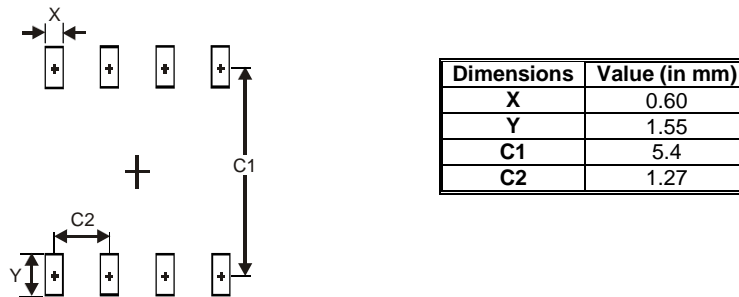 X
C1
C2
Y
Dimensions Value (in mm)
X 0.60
Y 1.55
C1 5.4
C2 1.27